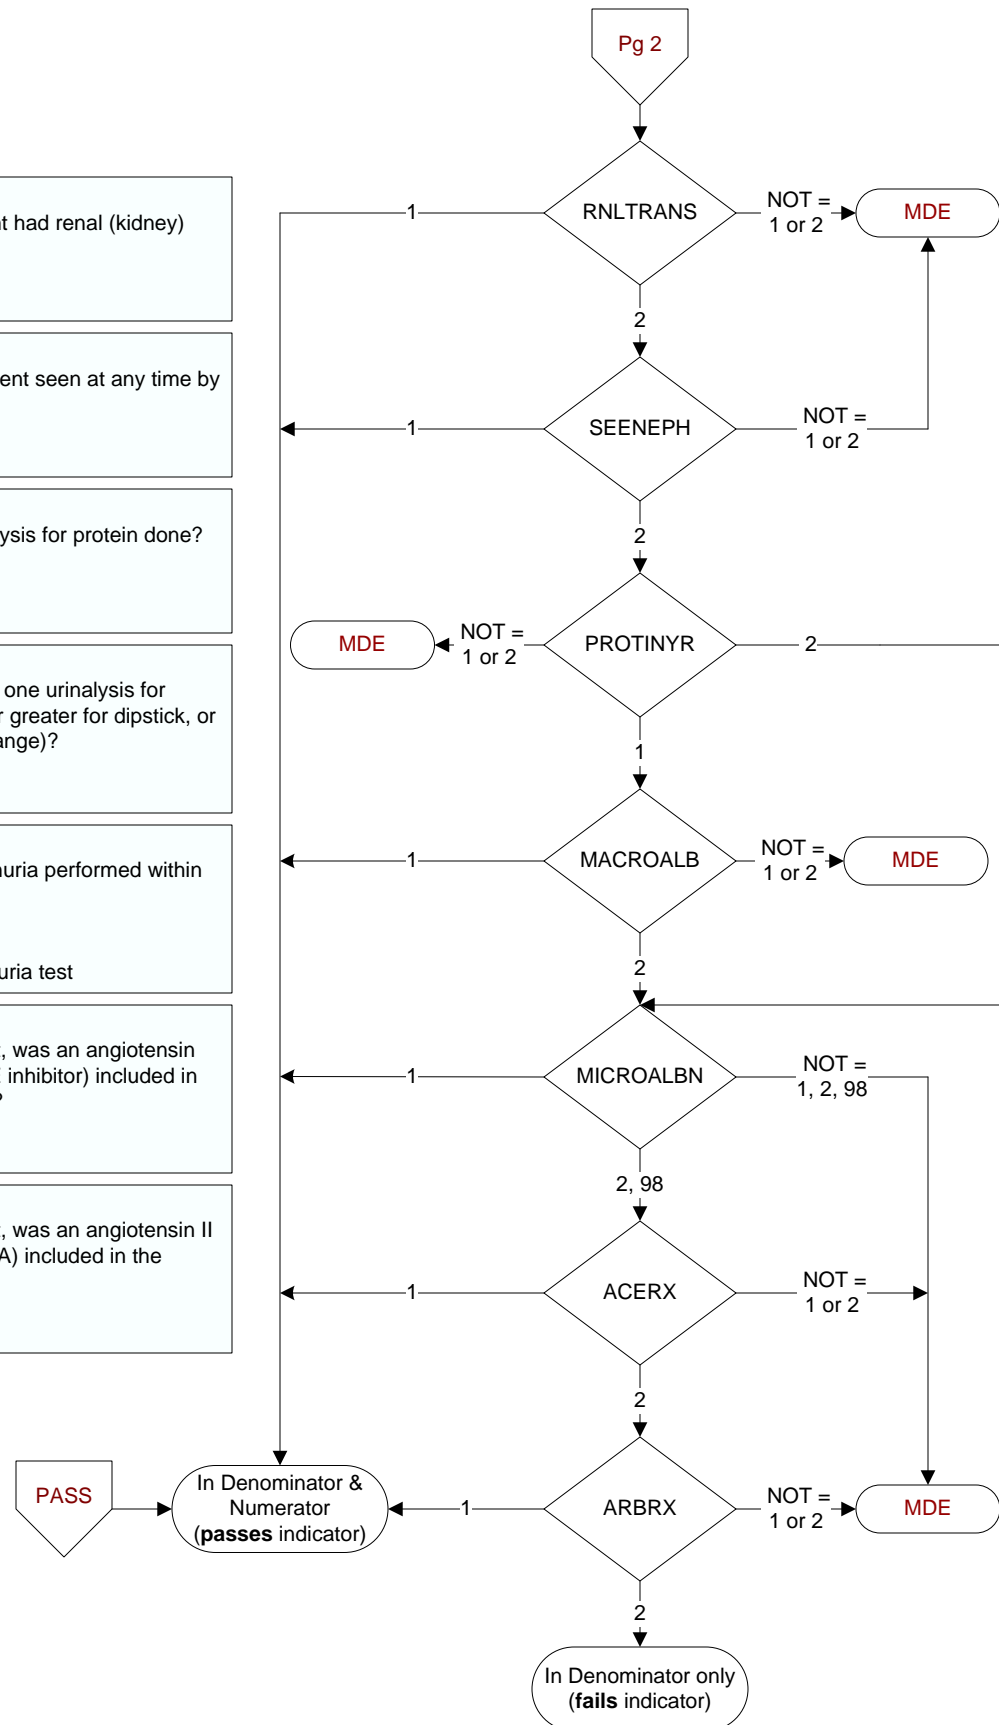 Pg 2
had renal (kidney)
seen at any time by
for protein done?
one urinalysis for
greater for dipstick, or
performed within
test
was an angiotensin
inhibitor) included in
?
was an angiotensin II
included in the
RNLTRANS
1
NOT =
1 or 2
MDE
2
SEENEPH
1
NOT =
1 or 2
2
PROTINYR
NOT =
1 or 2
MDE
2
1
MACROALB
1
NOT =
1 or 2
MDE
2
MICROALBN
1
NOT =
1, 2, 98
2, 98
ACERX
1
NOT =
1 or 2
2
ARBRX
1
NOT =
1 or 2
MDE
PASS
In Denominator &
Numerator
(passes indicator)
2
In Denominator only
(fails indicator)